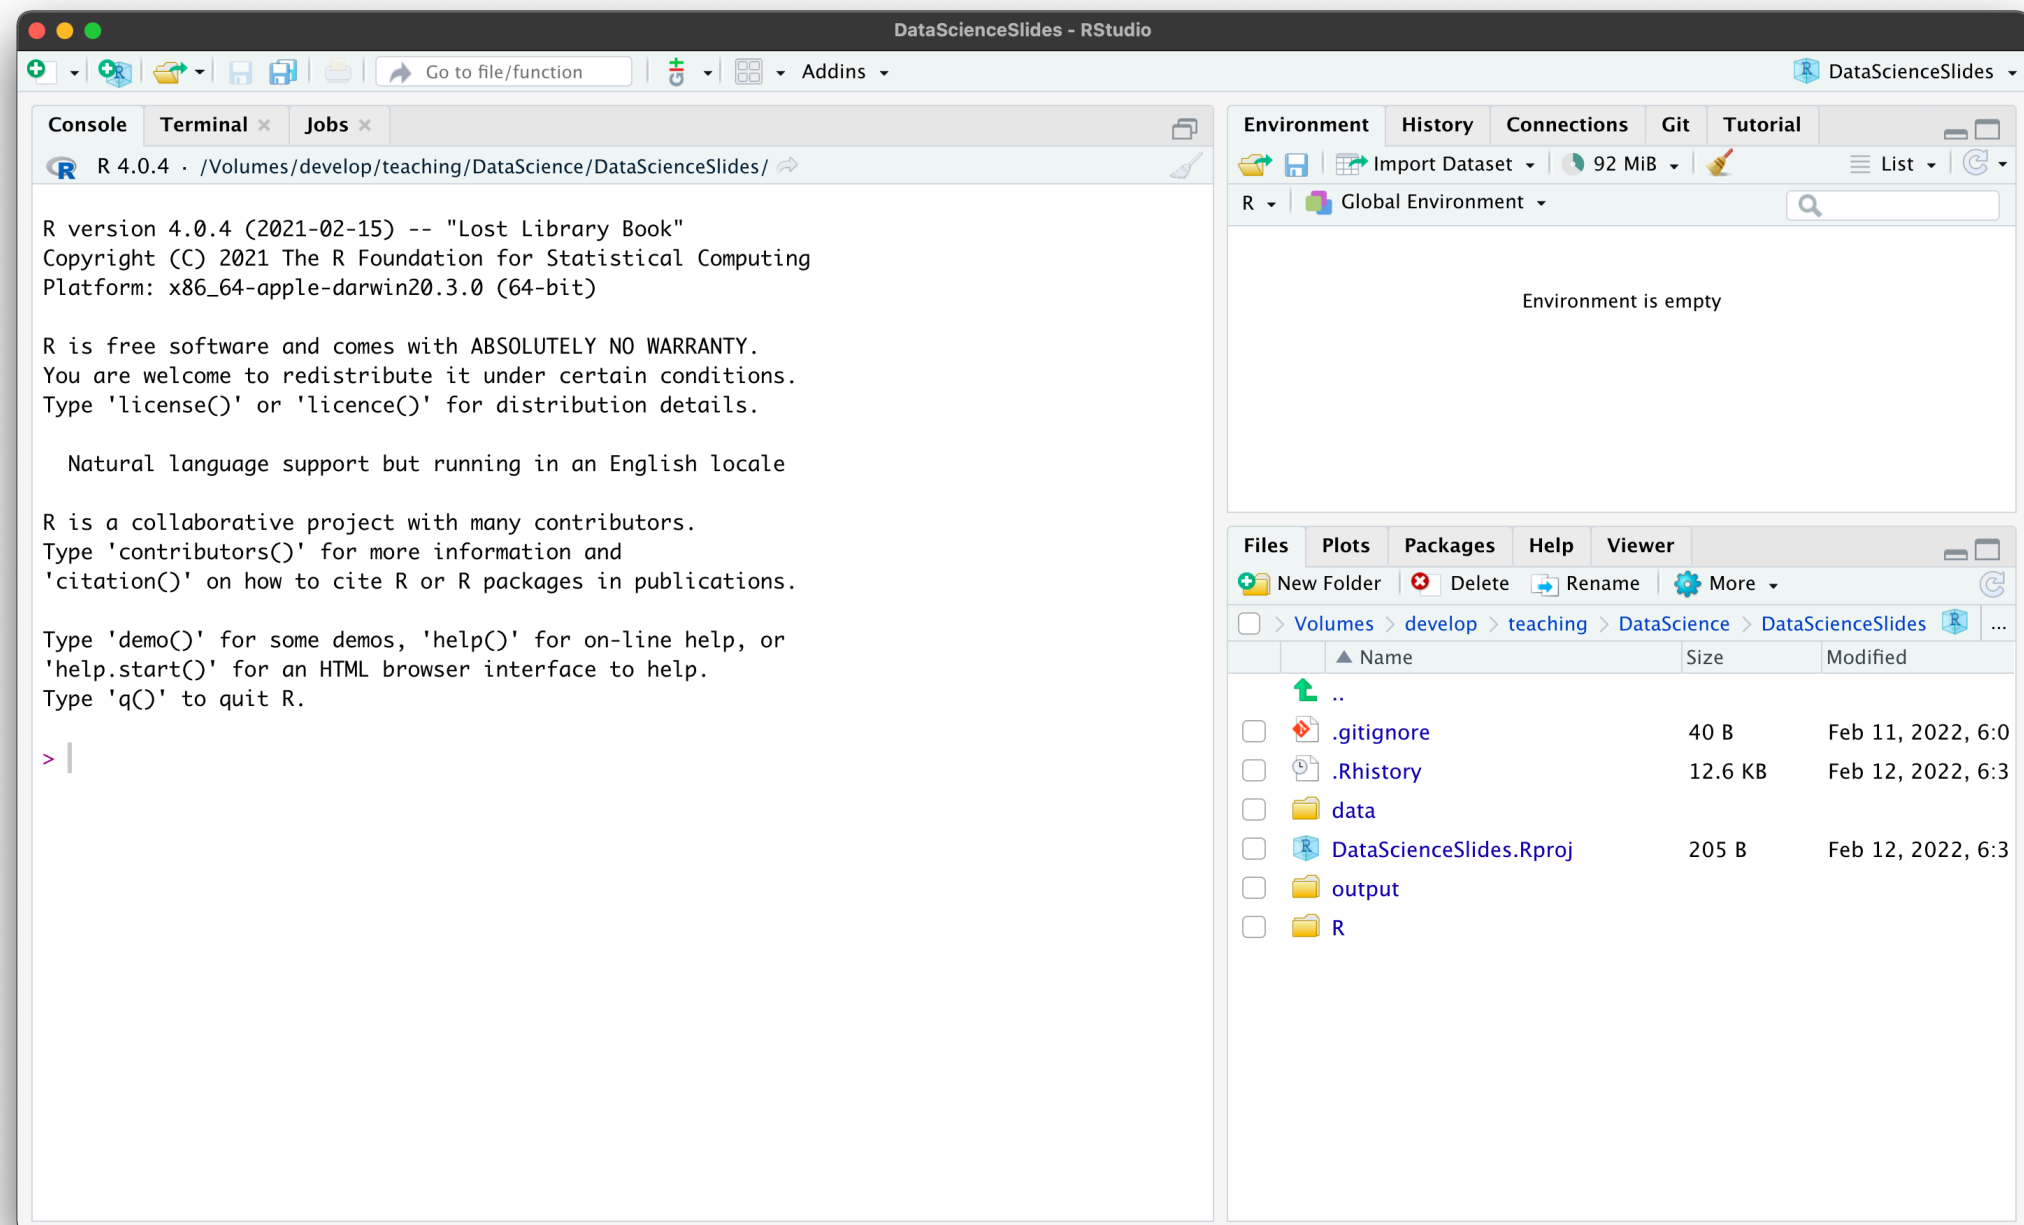 DataScienceSlides - RStudio
Go to file/function
Addins
DataScienceSlides
Console Terminal Jobs
R 4.0.4 · /Volumes/develop/teaching/DataScience/DataScienceSlides/
R version 4.0.4 (2021-02-15) -- "Lost Library Book"
Copyright (C) 2021 The R Foundation for Statistical Computing
Platform: x86_64-apple-darwin20.3.0 (64-bit)
R is free software and comes with ABSOLUTELY NO WARRANTY.
You are welcome to redistribute it under certain conditions.
Type 'license()' or 'licence()' for distribution details.
Natural language support but running in an English locale
R is a collaborative project with many contributors.
Type 'contributors()' for more information and
'citation()' on how to cite R or R packages in publications.
Type 'demo()' for some demos, 'help()' for on-line help, or
'help.start()' for an HTML browser interface to help.
Type 'q()' to quit R.
>
Environment History Connections Git Tutorial
Import Dataset 92 MiB List
R Global Environment
Environment is empty
Files Plots Packages Help Viewer
New Folder Delete Rename More
Volumes > develop > teaching > DataScience > DataScienceSlides ...
Name Size Modified
..
.gitignore 40 B Feb 11, 2022, 6:0
.Rhistory 12.6 KB Feb 12, 2022, 6:3
data
DataScienceSlides.Rproj 205 B Feb 12, 2022, 6:3
output
R